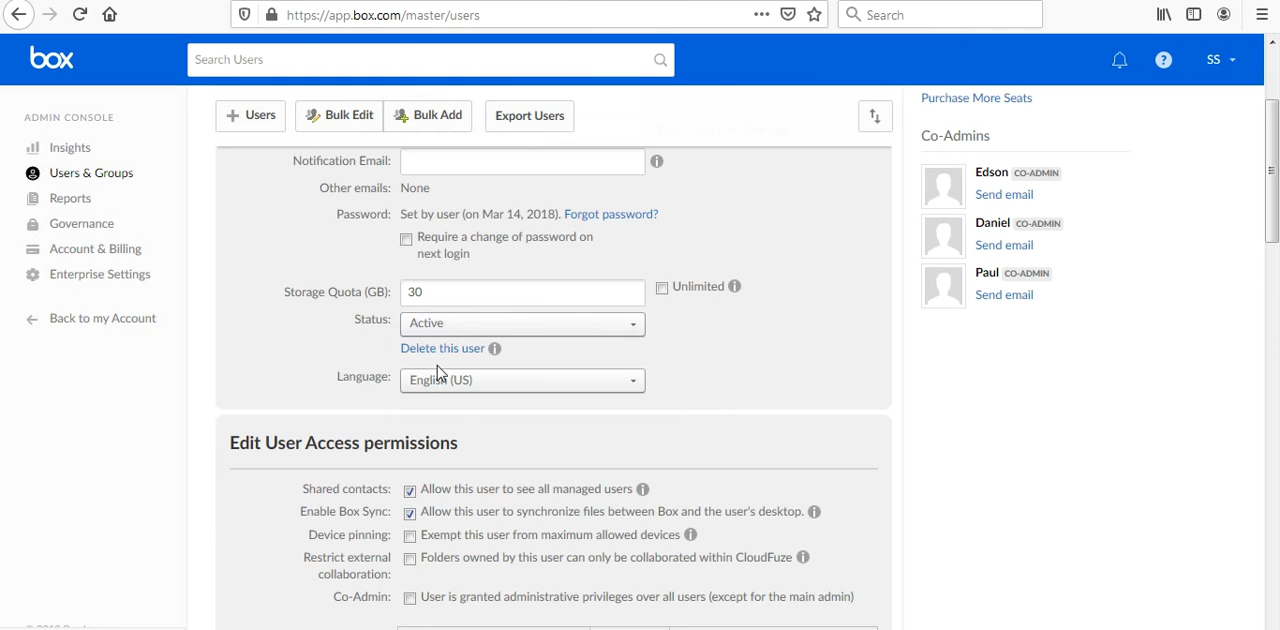 https://app.box.com/master/users
Search
box
Search Users
SS
ADMIN CONSOLE
Insights
Users & Groups
Reports
Governance
Account & Billing
Enterprise Settings
Back to my Account
Users
Bulk Edit
Bulk Add
Export Users
Notification Email:
Other emails: None
Password: Set by user (on Mar 14, 2018). Forgot password?
Require a change of password on
next login
Storage Quota (GB): 30 Unlimited
Status: Active
Delete this user
Language: English (US)
Edit User Access permissions
Shared contacts: Allow this user to see all managed users
Enable Box Sync: Allow this user to synchronize files between Box and the user's desktop.
Device pinning: Exempt this user from maximum allowed devices
Restrict external Folders owned by this user can only be collaborated within CloudFuze
collaboration:
Co-Admin: User is granted administrative privileges over all users (except for the main admin)
Purchase More Seats
Co-Admins
Edson CO-ADMIN
Send email
Daniel CO-ADMIN
Send email
Paul CO-ADMIN
Send email